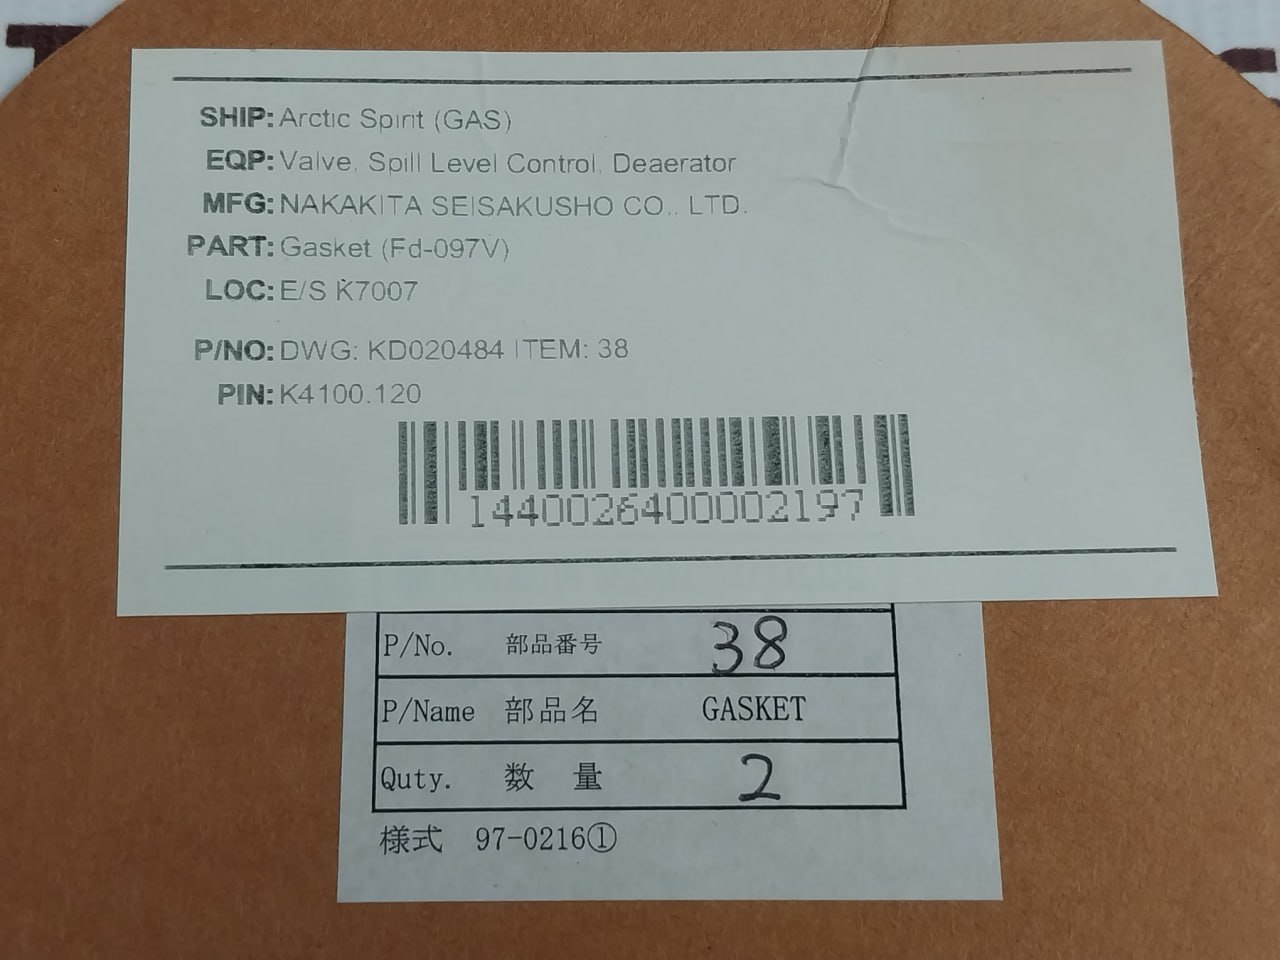 SHIP: Arctic Spirit (GAS)
EQP: Valve, Spill Level Control, Deaerator
MFG: NAKAKITA SEISAKUSHO CO., LTD.
PART: Gasket (Fd-097V)
LOC: E/S K7007
P/NO: DWG: KD020484 ITEM: 38
PIN: K4100.120
14400264000021​97
P/No. 部品番号 38
P/Name 部品名 GASKET
Quty. 数 量 2
様式 97-0216①